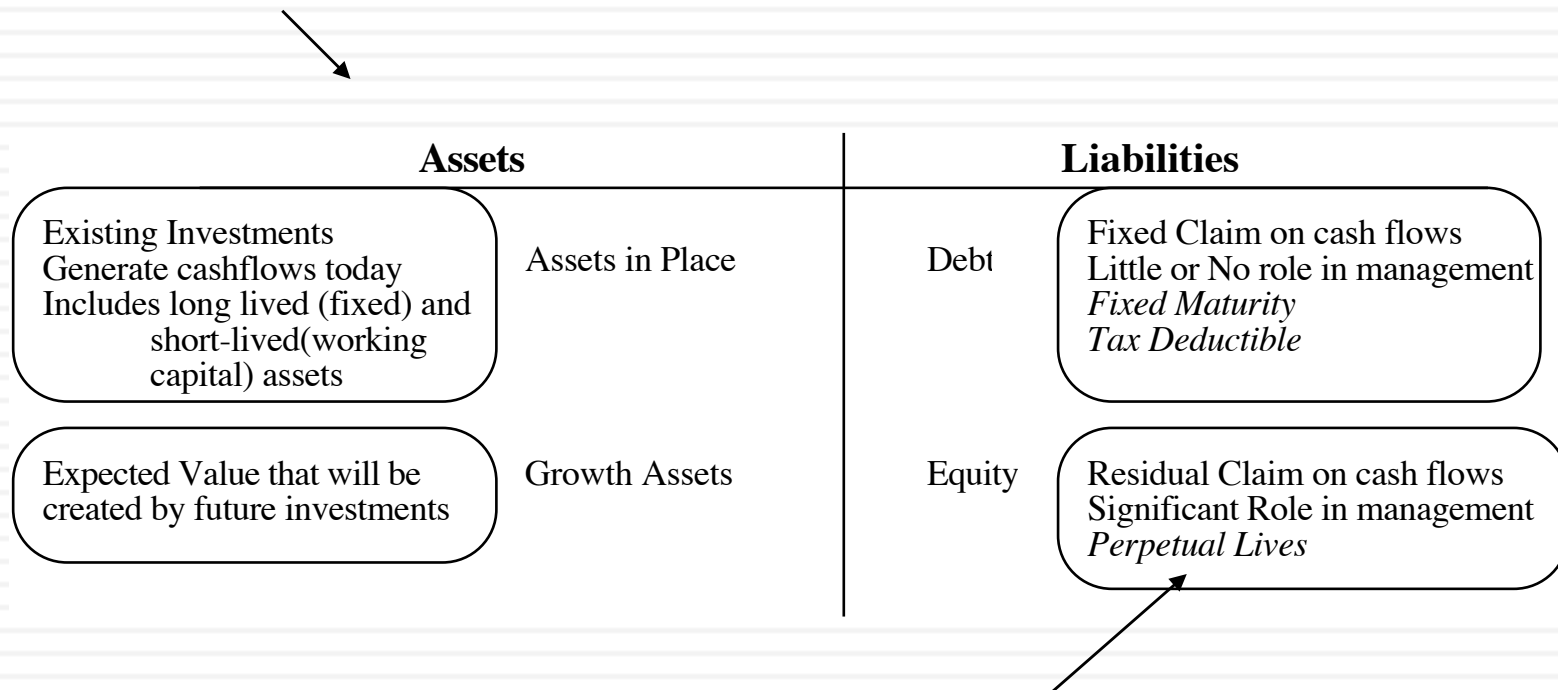 Assets
Liabilities
Existing Investments
Generate cashflows today
Includes long lived (fixed) and
short-lived(working
capital) assets
Assets in Place
Debt
Fixed Claim on cash flows
Little or No role in management
Fixed Maturity
Tax Deductible
Expected Value that will be
created by future investments
Growth Assets
Equity
Residual Claim on cash flows
Significant Role in management
Perpetual Lives